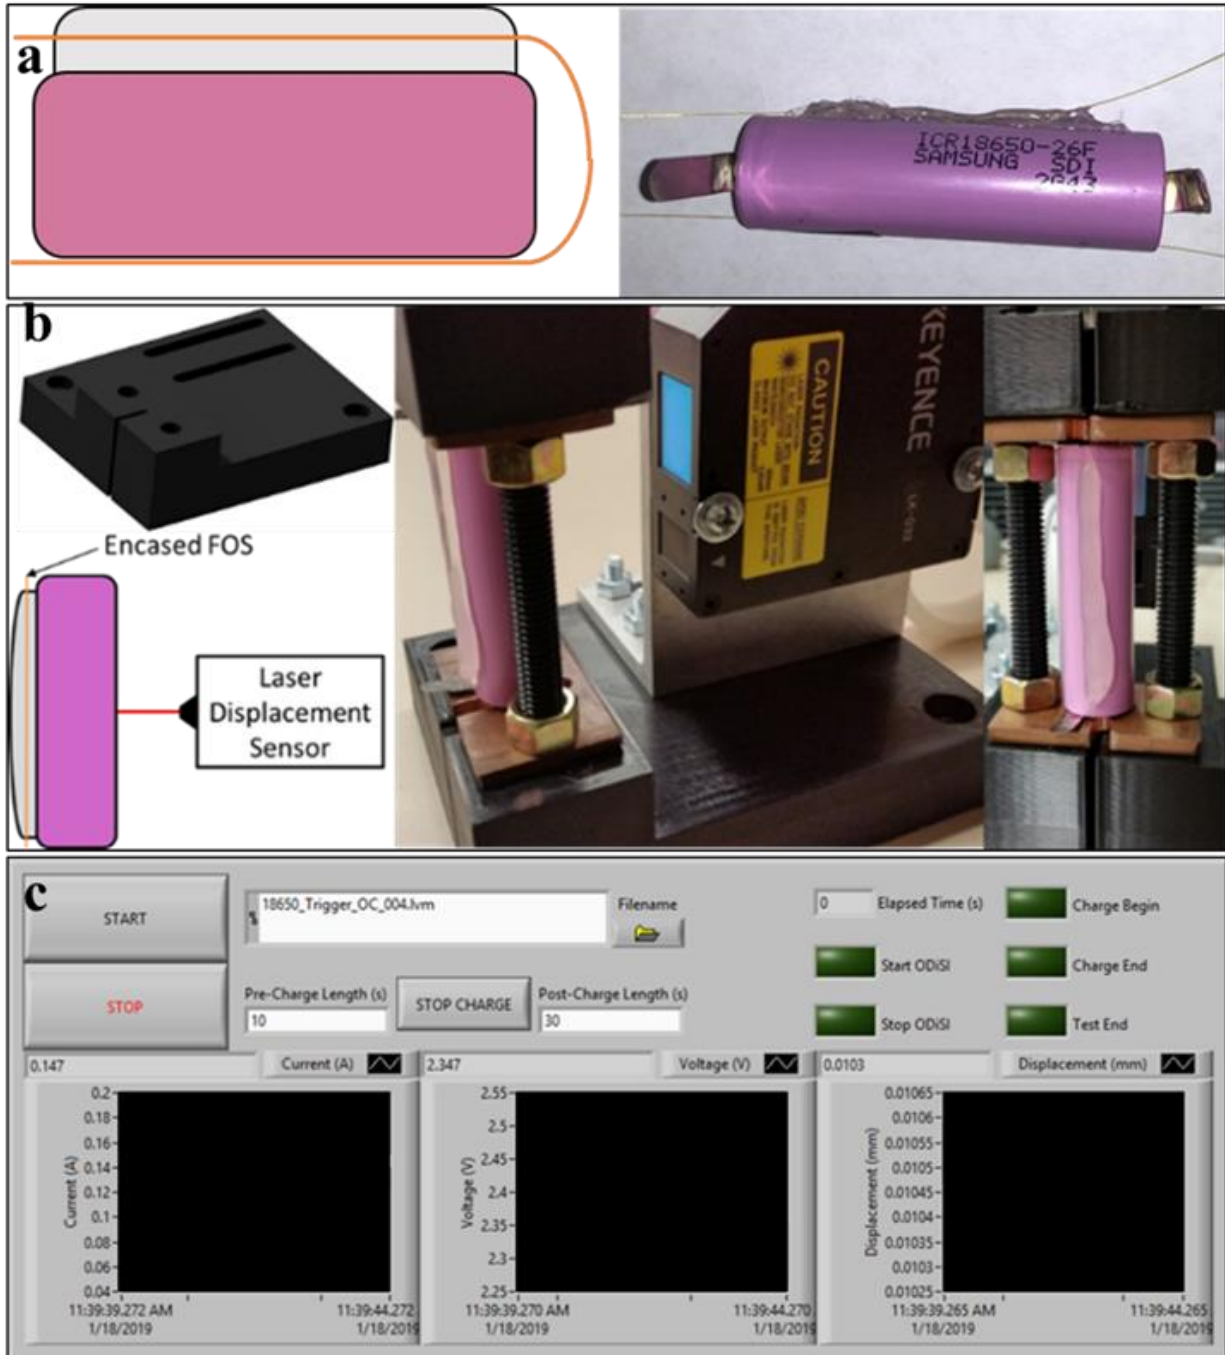 a
ICR18650-26F
SAMSUNG SDI
b
Encased FOS
Laser
Displacement
Sensor
CAUTION
KEYENCE
c
START
18650_Trigger_OC_004.lvm
%
Filename
0
Elapsed Time (s)
Charge Begin
Start ODiSI
Charge End
STOP
Pre-Charge Length (s)
10
STOP CHARGE
Post-Charge Length (s)
30
Stop ODiSI
Test End
0.147
Current (A)
2.347
Voltage (V)
0.0103
Displacement (mm)
Current (A)
0.2
0.18
0.16
0.14
0.12
0.1
0.08
0.06
0.04
11:39:39.272 AM
1/18/2019
11:39:44.272
1/18/2019
Voltage (V)
2.55
2.5
2.45
2.4
2.35
2.3
2.25
11:39:39.270 AM
1/18/2019
11:39:44.270
1/18/2019
Displacement (mm)
0.01065
0.0106
0.01055
0.0105
0.01045
0.0104
0.01035
0.0103
0.01025
11:39:39.265 AM
1/18/2019
11:39:44.265
1/18/2019